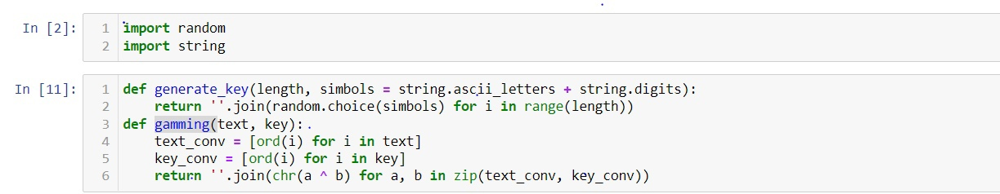 In [2]:
1 import random
2 import string
In [11]:
1 def generate_key(length, simbols = string.ascii_letters + string.digits):
2     return ''.join(random.choice(simbols) for i in range(length))
3 def gamming(text, key):
4     text_conv = [ord(i) for i in text]
5     key_conv = [ord(i) for i in key]
6     return ''.join(chr(a ^ b) for a, b in zip(text_conv, key_conv))